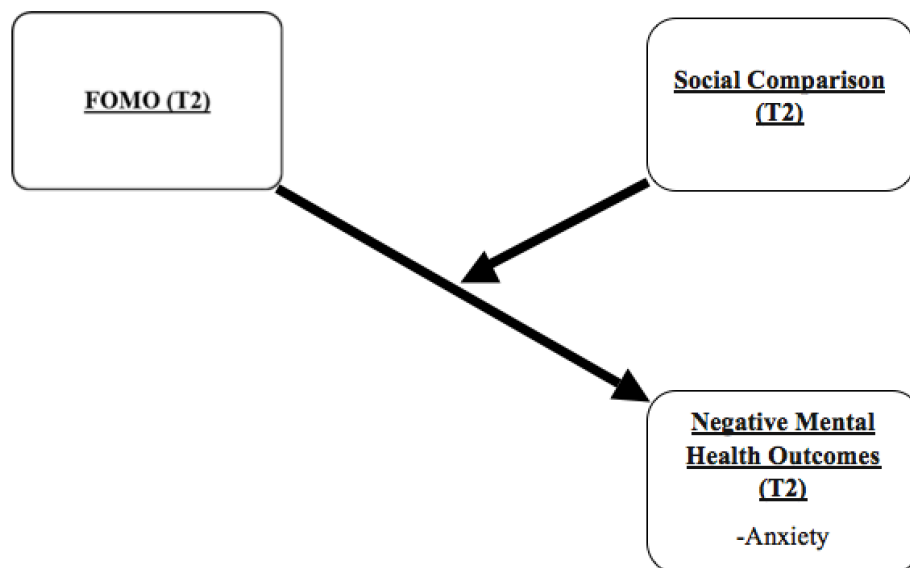 FOMO (T2)
Social Comparison
(T2)
Negative Mental
Health Outcomes
(T2)
-Anxiety